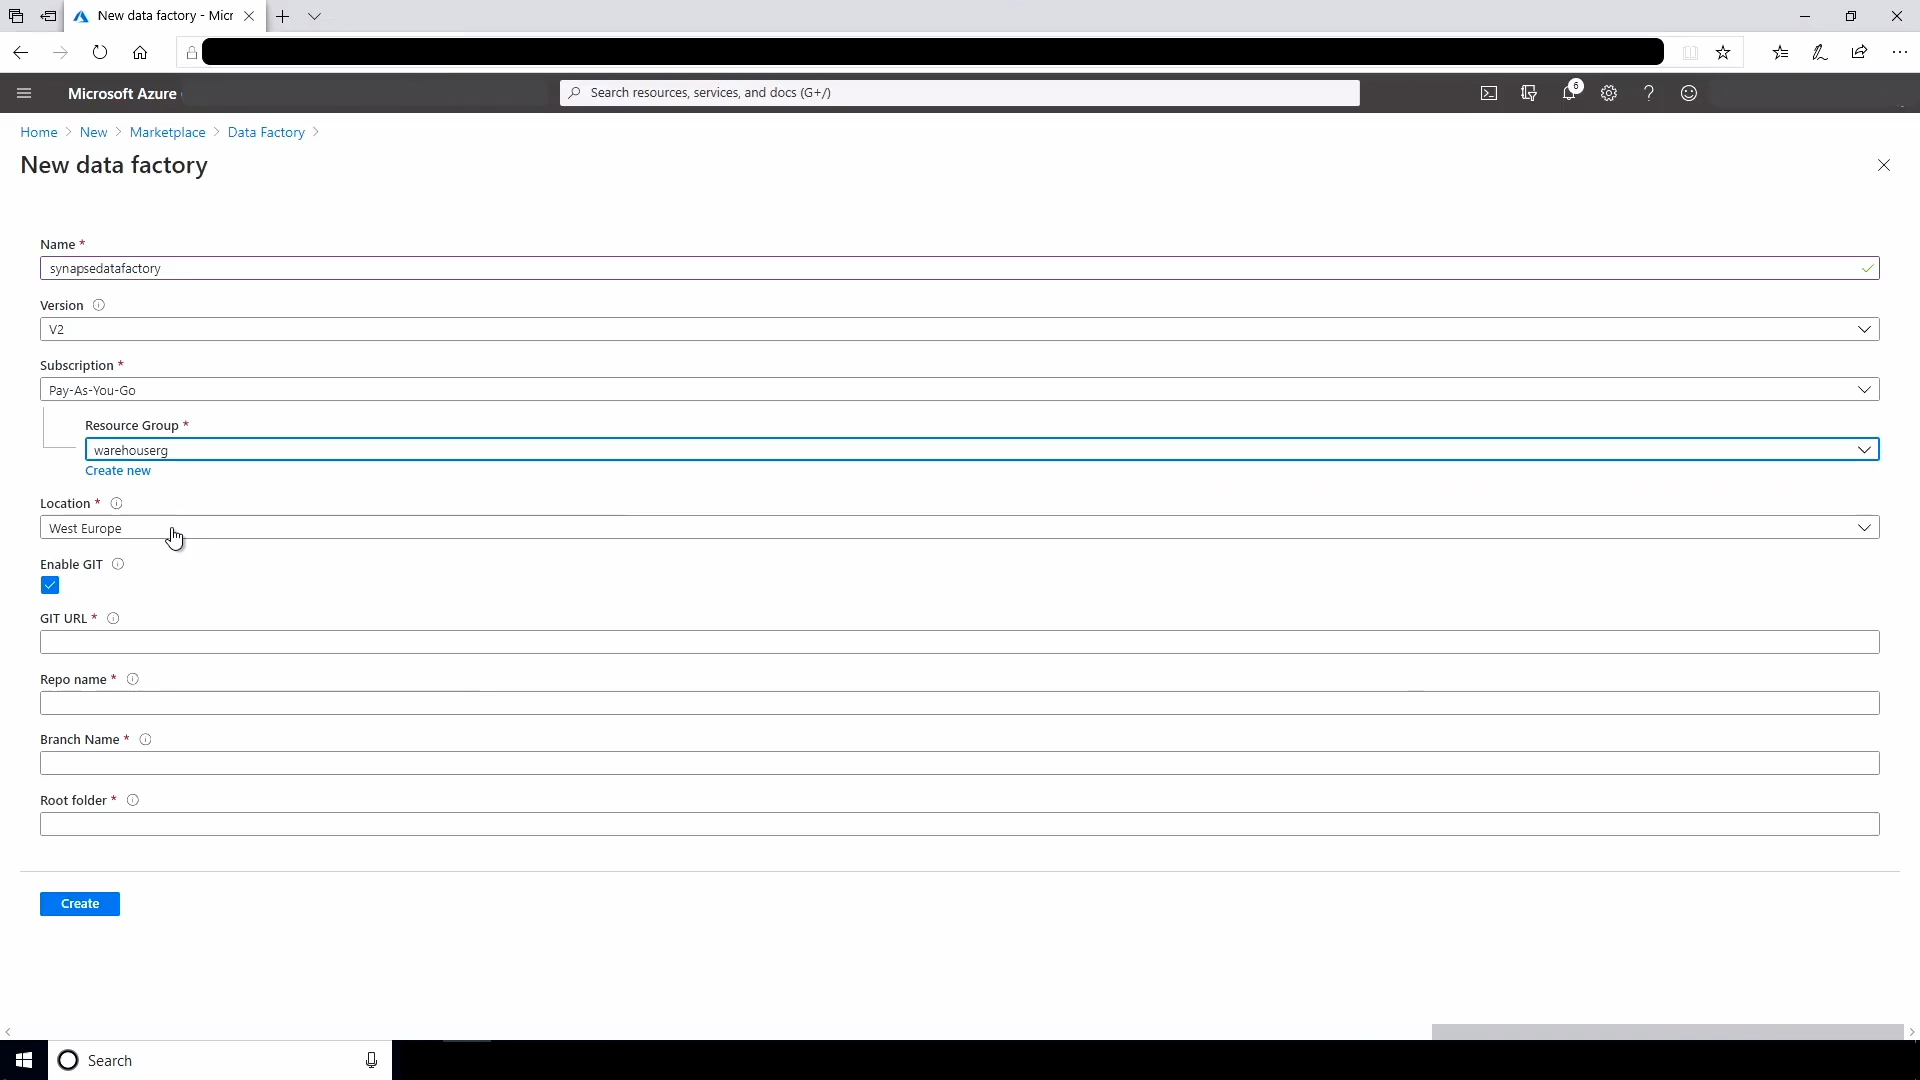 New data factory - Micr
Microsoft Azure
Search resources, services, and docs (G+/)
6
Home > New > Marketplace > Data Factory >
New data factory
Name *
synapsedatafactory
Version
V2
Subscription *
Pay-As-You-Go
Resource Group *
warehouserg
Create new
Location *
West Europe
Enable GIT
GIT URL *
Repo name *
Branch Name *
Root folder *
Create
Search